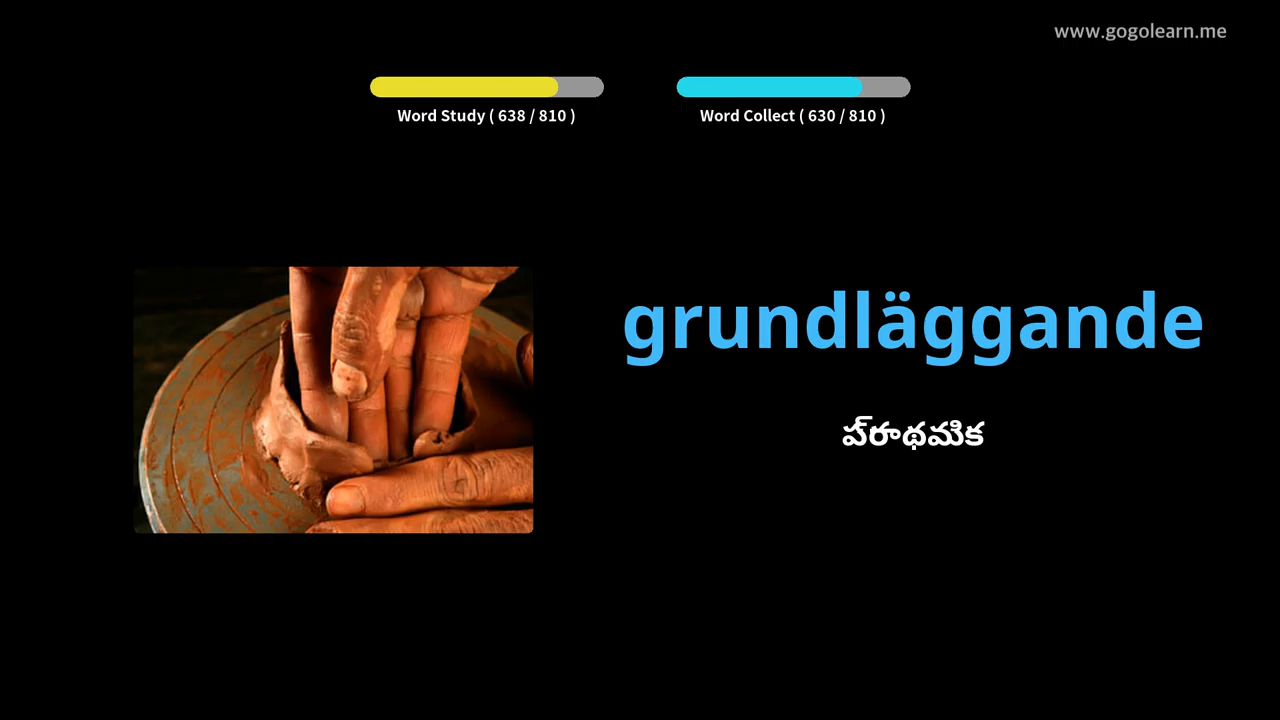 www.gogolearn.me
Word Study ( 638 / 810 )
Word Collect ( 630 / 810 )
grundläggande
ప్రాథమిక